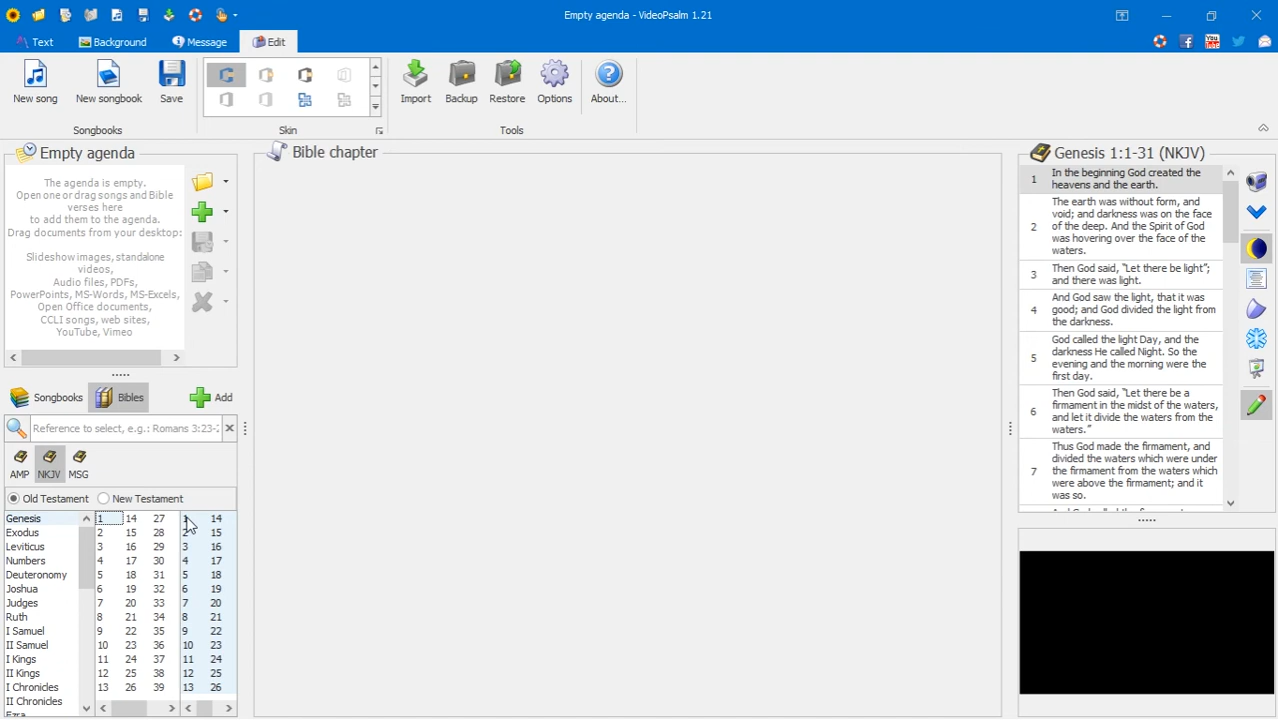 Empty agenda - VideoPsalm 1.21
Text
Background
Message
Edit
New song
New songbook
Save
Songbooks
Skin
Import
Backup
Restore
Options
About...
Tools
Empty agenda
The agenda is empty.
Open one or drag songs and Bible
verses here
to add them to the agenda.
Drag documents from your desktop:
Slideshow images, standalone
videos,
Audio files, PDFs,
PowerPoints, MS-Words, MS-Excels,
Open Office documents,
CCLI songs, web sites,
YouTube, Vimeo
Songbooks
Bibles
Add
Reference to select, e.g.: Romans 3:23-2
AMP
NKJV
MSG
Old Testament
New Testament
Genesis
Exodus
Leviticus
Numbers
Deuteronomy
Joshua
Judges
Ruth
I Samuel
II Samuel
I Kings
II Kings
I Chronicles
II Chronicles
Ezra
1 14 27
2 15 28
3 16 29
4 17 30
5 18 31
6 19 32
7 20 33
8 21 34
9 22 35
10 23 36
11 24 37
12 25 38
13 26 39
1 14
2 15
3 16
4 17
5 18
6 19
7 20
8 21
9 22
10 23
11 24
12 25
13 26
Bible chapter
Genesis 1:1-31 (NKJV)
1 In the beginning God created the
heavens and the earth.
2 The earth was without form, and
void; and darkness was on the face
of the deep. And the Spirit of God
was hovering over the face of the
waters.
3 Then God said, “Let there be light”;
and there was light.
4 And God saw the light, that it was
good; and God divided the light from
the darkness.
5 God called the light Day, and the
darkness He called Night. So the
evening and the morning were the
first day.
6 Then God said, “Let there be a
firmament in the midst of the waters,
and let it divide the waters from the
waters.”
7 Thus God made the firmament, and
divided the waters which were under
the firmament from the waters which
were above the firmament; and it
was so.